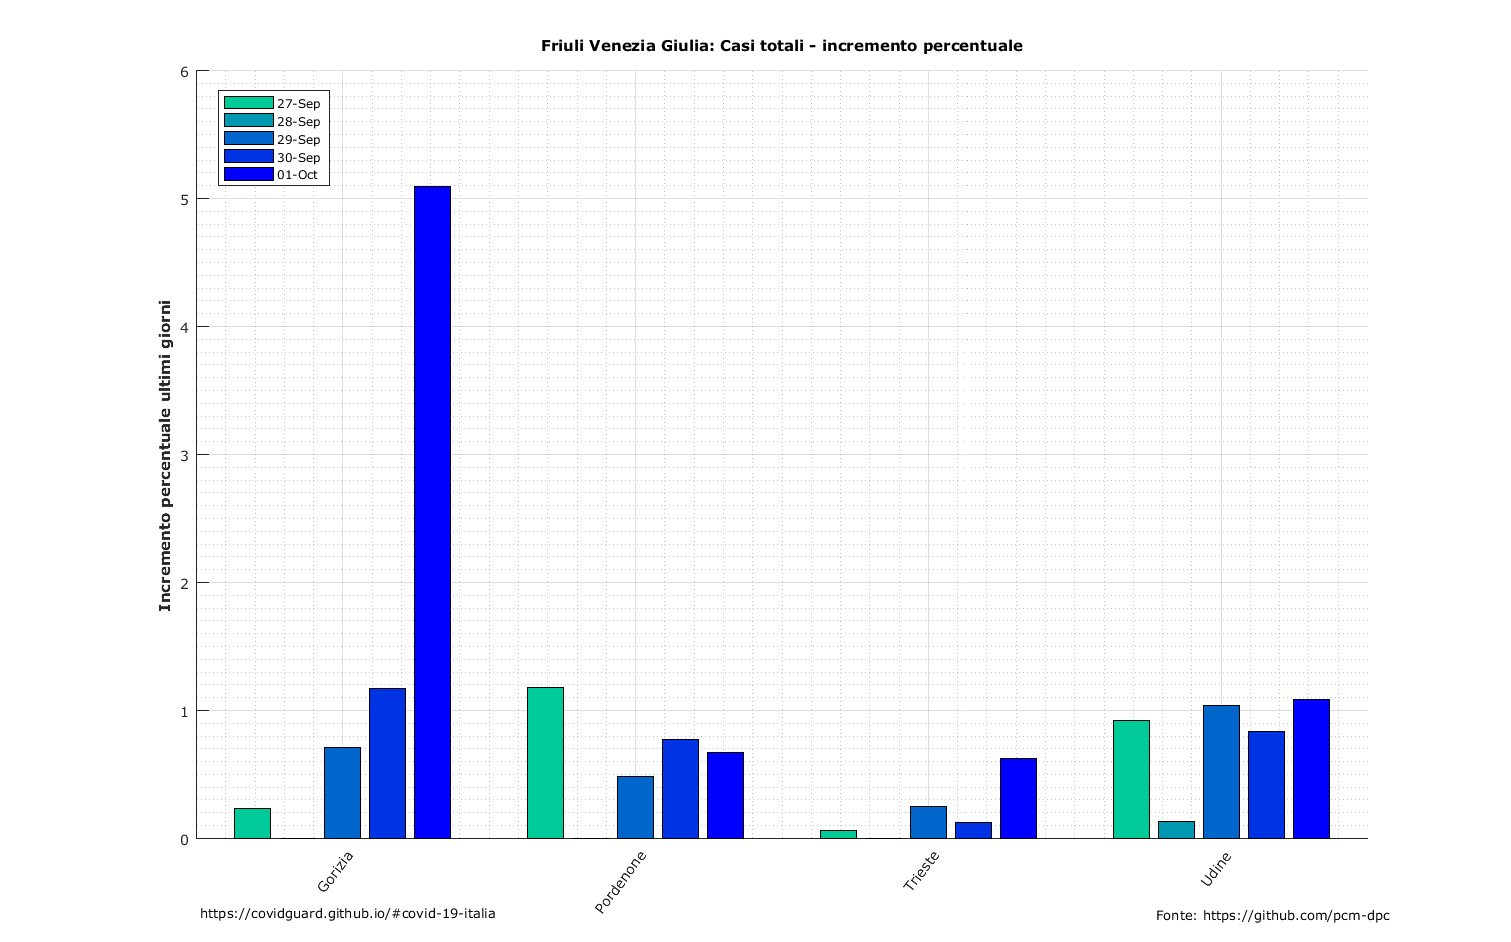 Friuli Venezia Giulia: Casi totali - incremento percentuale
6
5
4
3
2
1
0
Incremento percentuale ultimi giorni
27-Sep
28-Sep
29-Sep
30-Sep
01-Oct
Gorizia
Pordenone
Trieste
Udine
https://covidguard.github.io/#covid-19-italia
Fonte: https://github.com/pcm-dpc